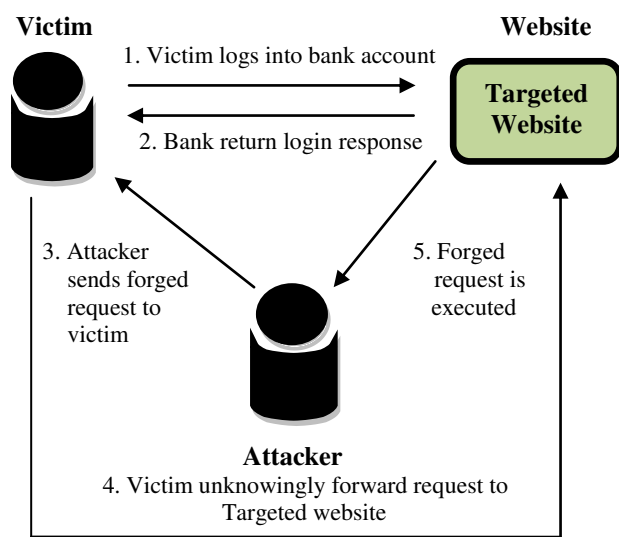 Victim
Website
1. Victim logs into bank account
Targeted
Website
2. Bank return login response
3. Attacker
sends forged
request to
victim
5. Forged
request is
executed
Attacker
4. Victim unknowingly forward request to
Targeted website